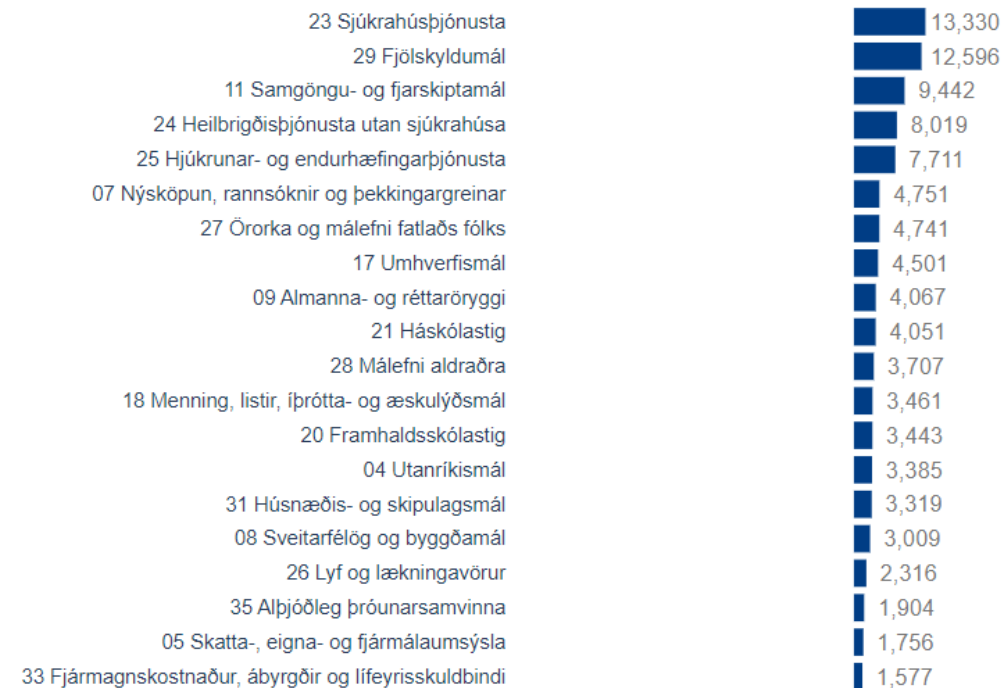 23 Sjúkrahúsþjónusta 13,330
29 Fjölskyldumál 12,596
11 Samgöngu- og fjarskiptamál 9,442
24 Heilbrigðisþjónusta utan sjúkrahúsa 8,019
25 Hjúkrunar- og endurhæfingarþjónusta 7,711
07 Nýsköpun, rannsóknir og þekkingargreinar 4,751
27 Örorka og málefni fatlaðs fólks 4,741
17 Umhverfismál 4,501
09 Almanna- og réttaröryggi 4,067
21 Háskólastig 4,051
28 Málefni aldraðra 3,707
18 Menning, listir, íþrótta- og æskulýðsmál 3,461
20 Framhaldsskólastig 3,443
04 Utanríkismál 3,385
31 Húsnæðis- og skipulagsmál 3,319
08 Sveitarfélög og byggðamál 3,009
26 Lyf og lækningavörur 2,316
35 Alþjóðleg þróunarsamvinna 1,904
05 Skatta-, eigna- og fjármálaumsýsla 1,756
33 Fjármagnskostnaður, ábyrgðir og lífeyrisskuldbindi 1,577